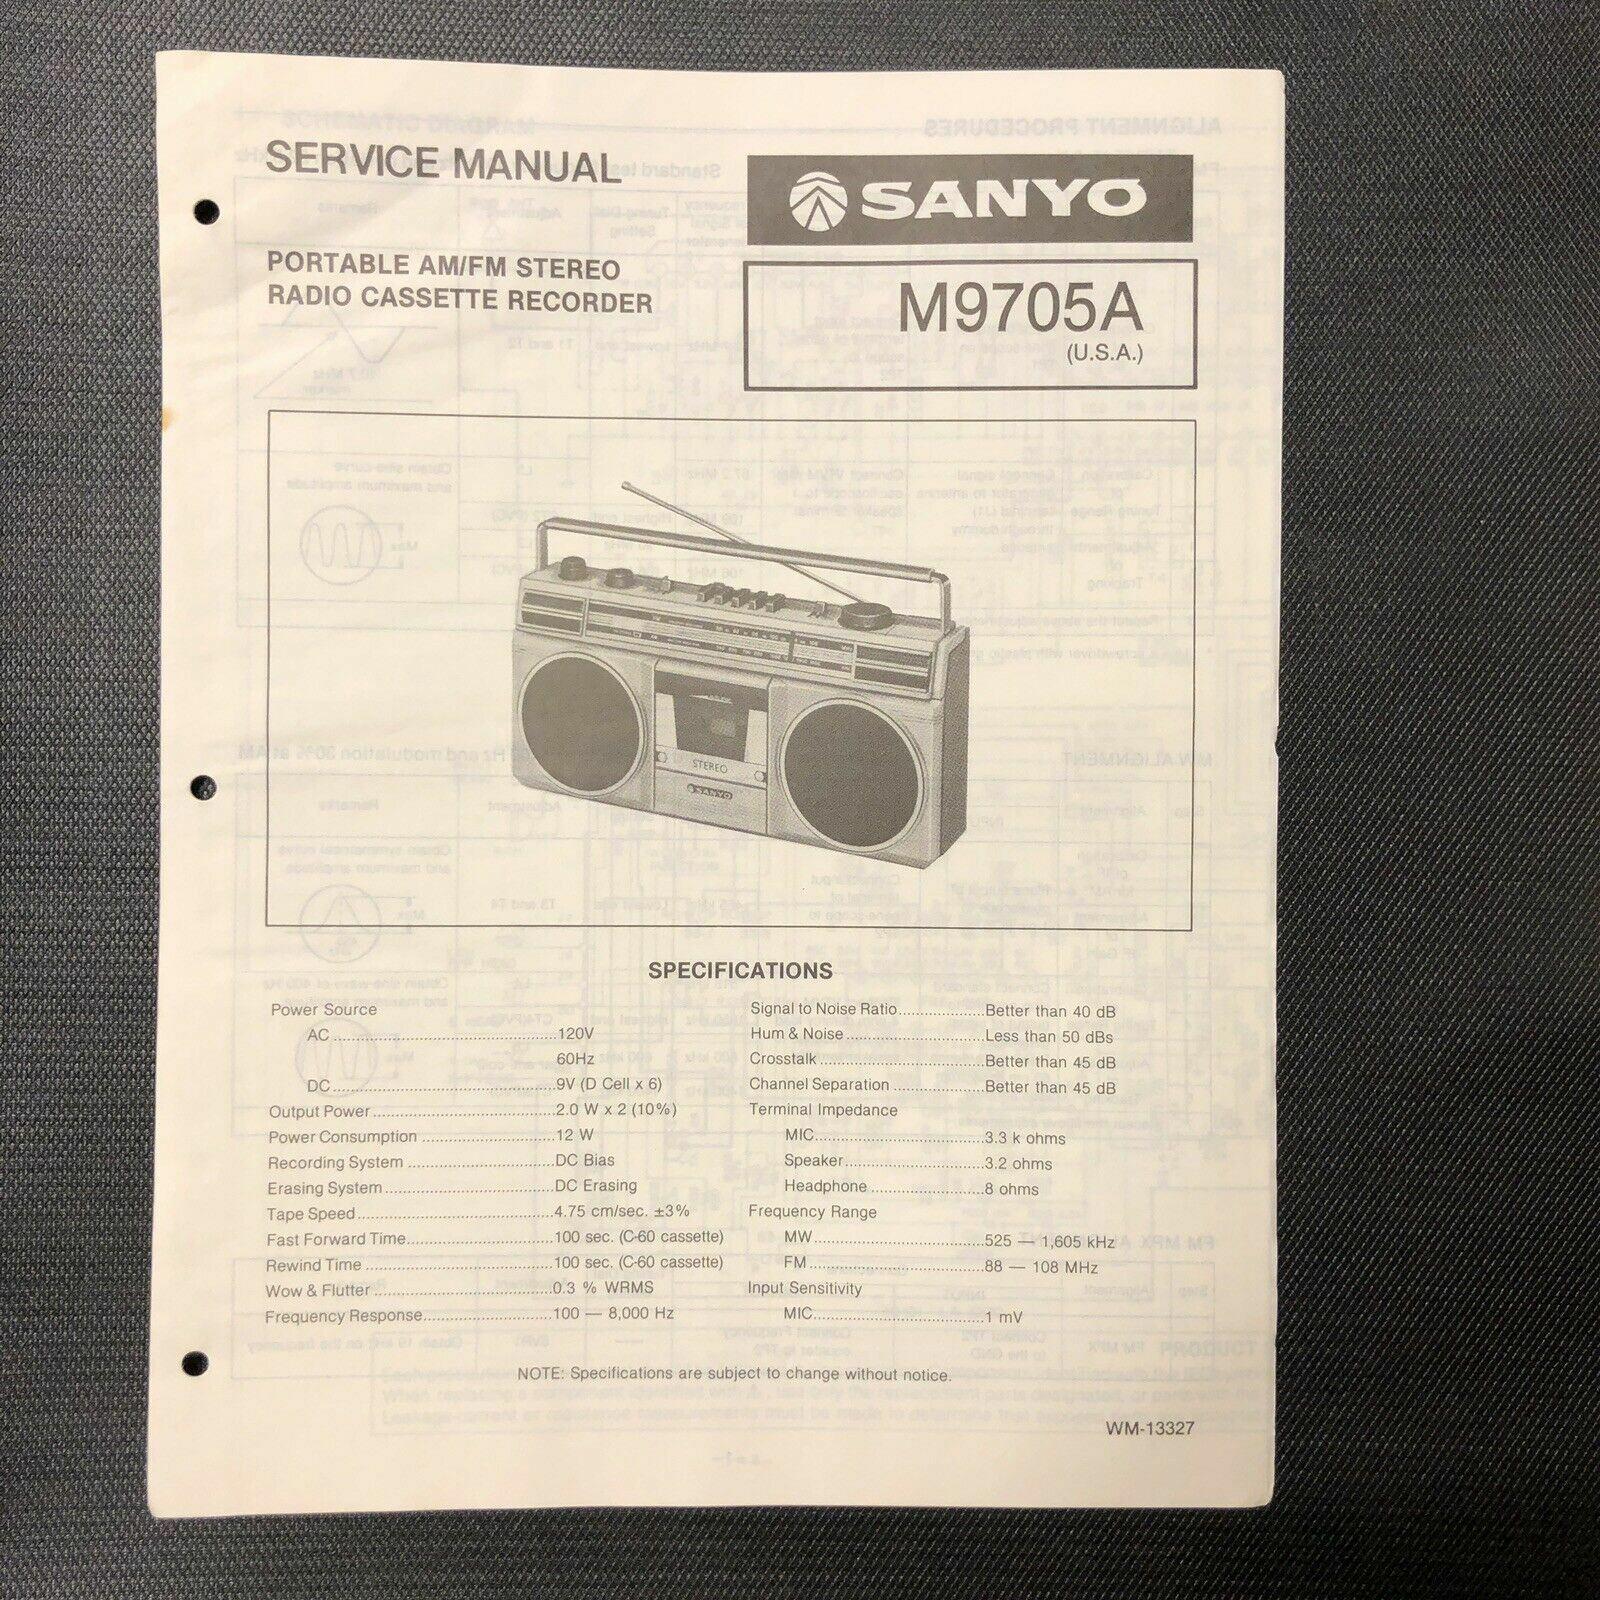 SERVICE MANUAL
SANYO
PORTABLE AM/FM STEREO
RADIO CASSETTE RECORDER
M9705A
(U.S.A.)
STEREO
SANYO
SPECIFICATIONS
Power Source
AC ........................................120V
60Hz
DC........................................9V (D Cell x 6)
Output Power.................................2.0 W x 2 (10%)
Power Consumption ........................12 W
Recording System ..........................DC Bias
Erasing System...............................DC Erasing
Tape Speed....................................4.75 cm/sec. ±3%
Fast Forward Time...........................100 sec. (C-60 cassette)
Rewind Time ..................................100 sec. (C-60 cassette)
Wow & Flutter.................................0.3 % WRMS
Frequency Response.......................100 — 8,000 Hz
Signal to Noise Ratio................Better than 40 dB
Hum & Noise.........................Less than 50 dBs
Crosstalk..............................Better than 45 dB
Channel Separation .................Better than 45 dB
Terminal Impedance
MIC...............................3.3 k ohms
Speaker..........................3.2 ohms
Headphone .....................8 ohms
Frequency Range
MW...............................525 — 1,605 kHz
FM................................88 — 108 MHz
Input Sensitivity
MIC...............................1 mV
NOTE: Specifications are subject to change without notice.
WM-13327